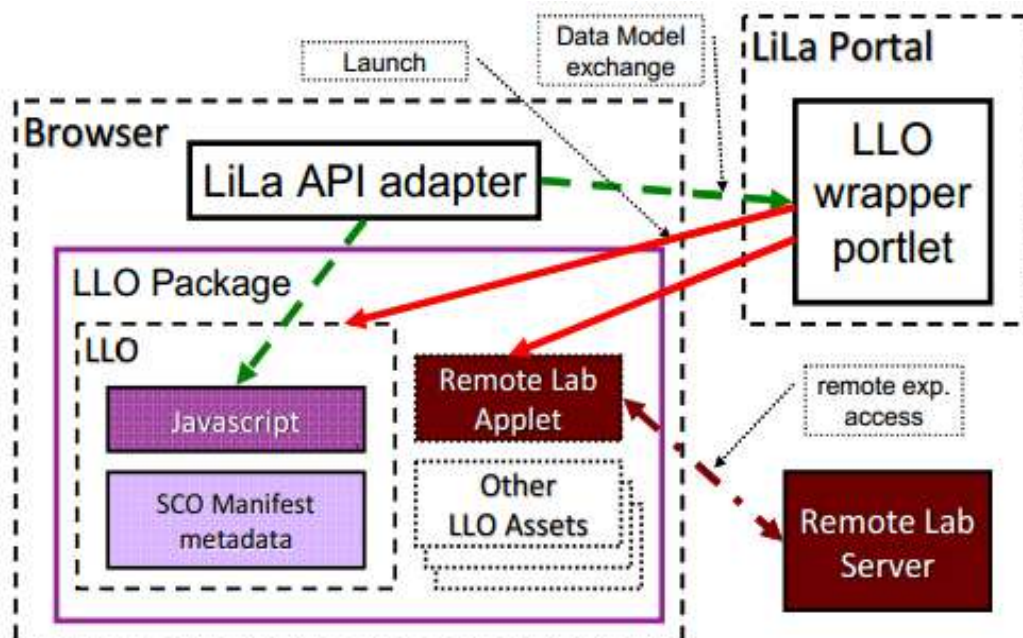 Launch
Data Model
exchange
LiLa Portal
LLO
wrapper
portlet
Browser
LiLa API adapter
LLO Package
LLO
Javascript
SCO Manifest
metadata
Remote Lab
Applet
Other
LLO Assets
remote exp.
access
Remote Lab
Server